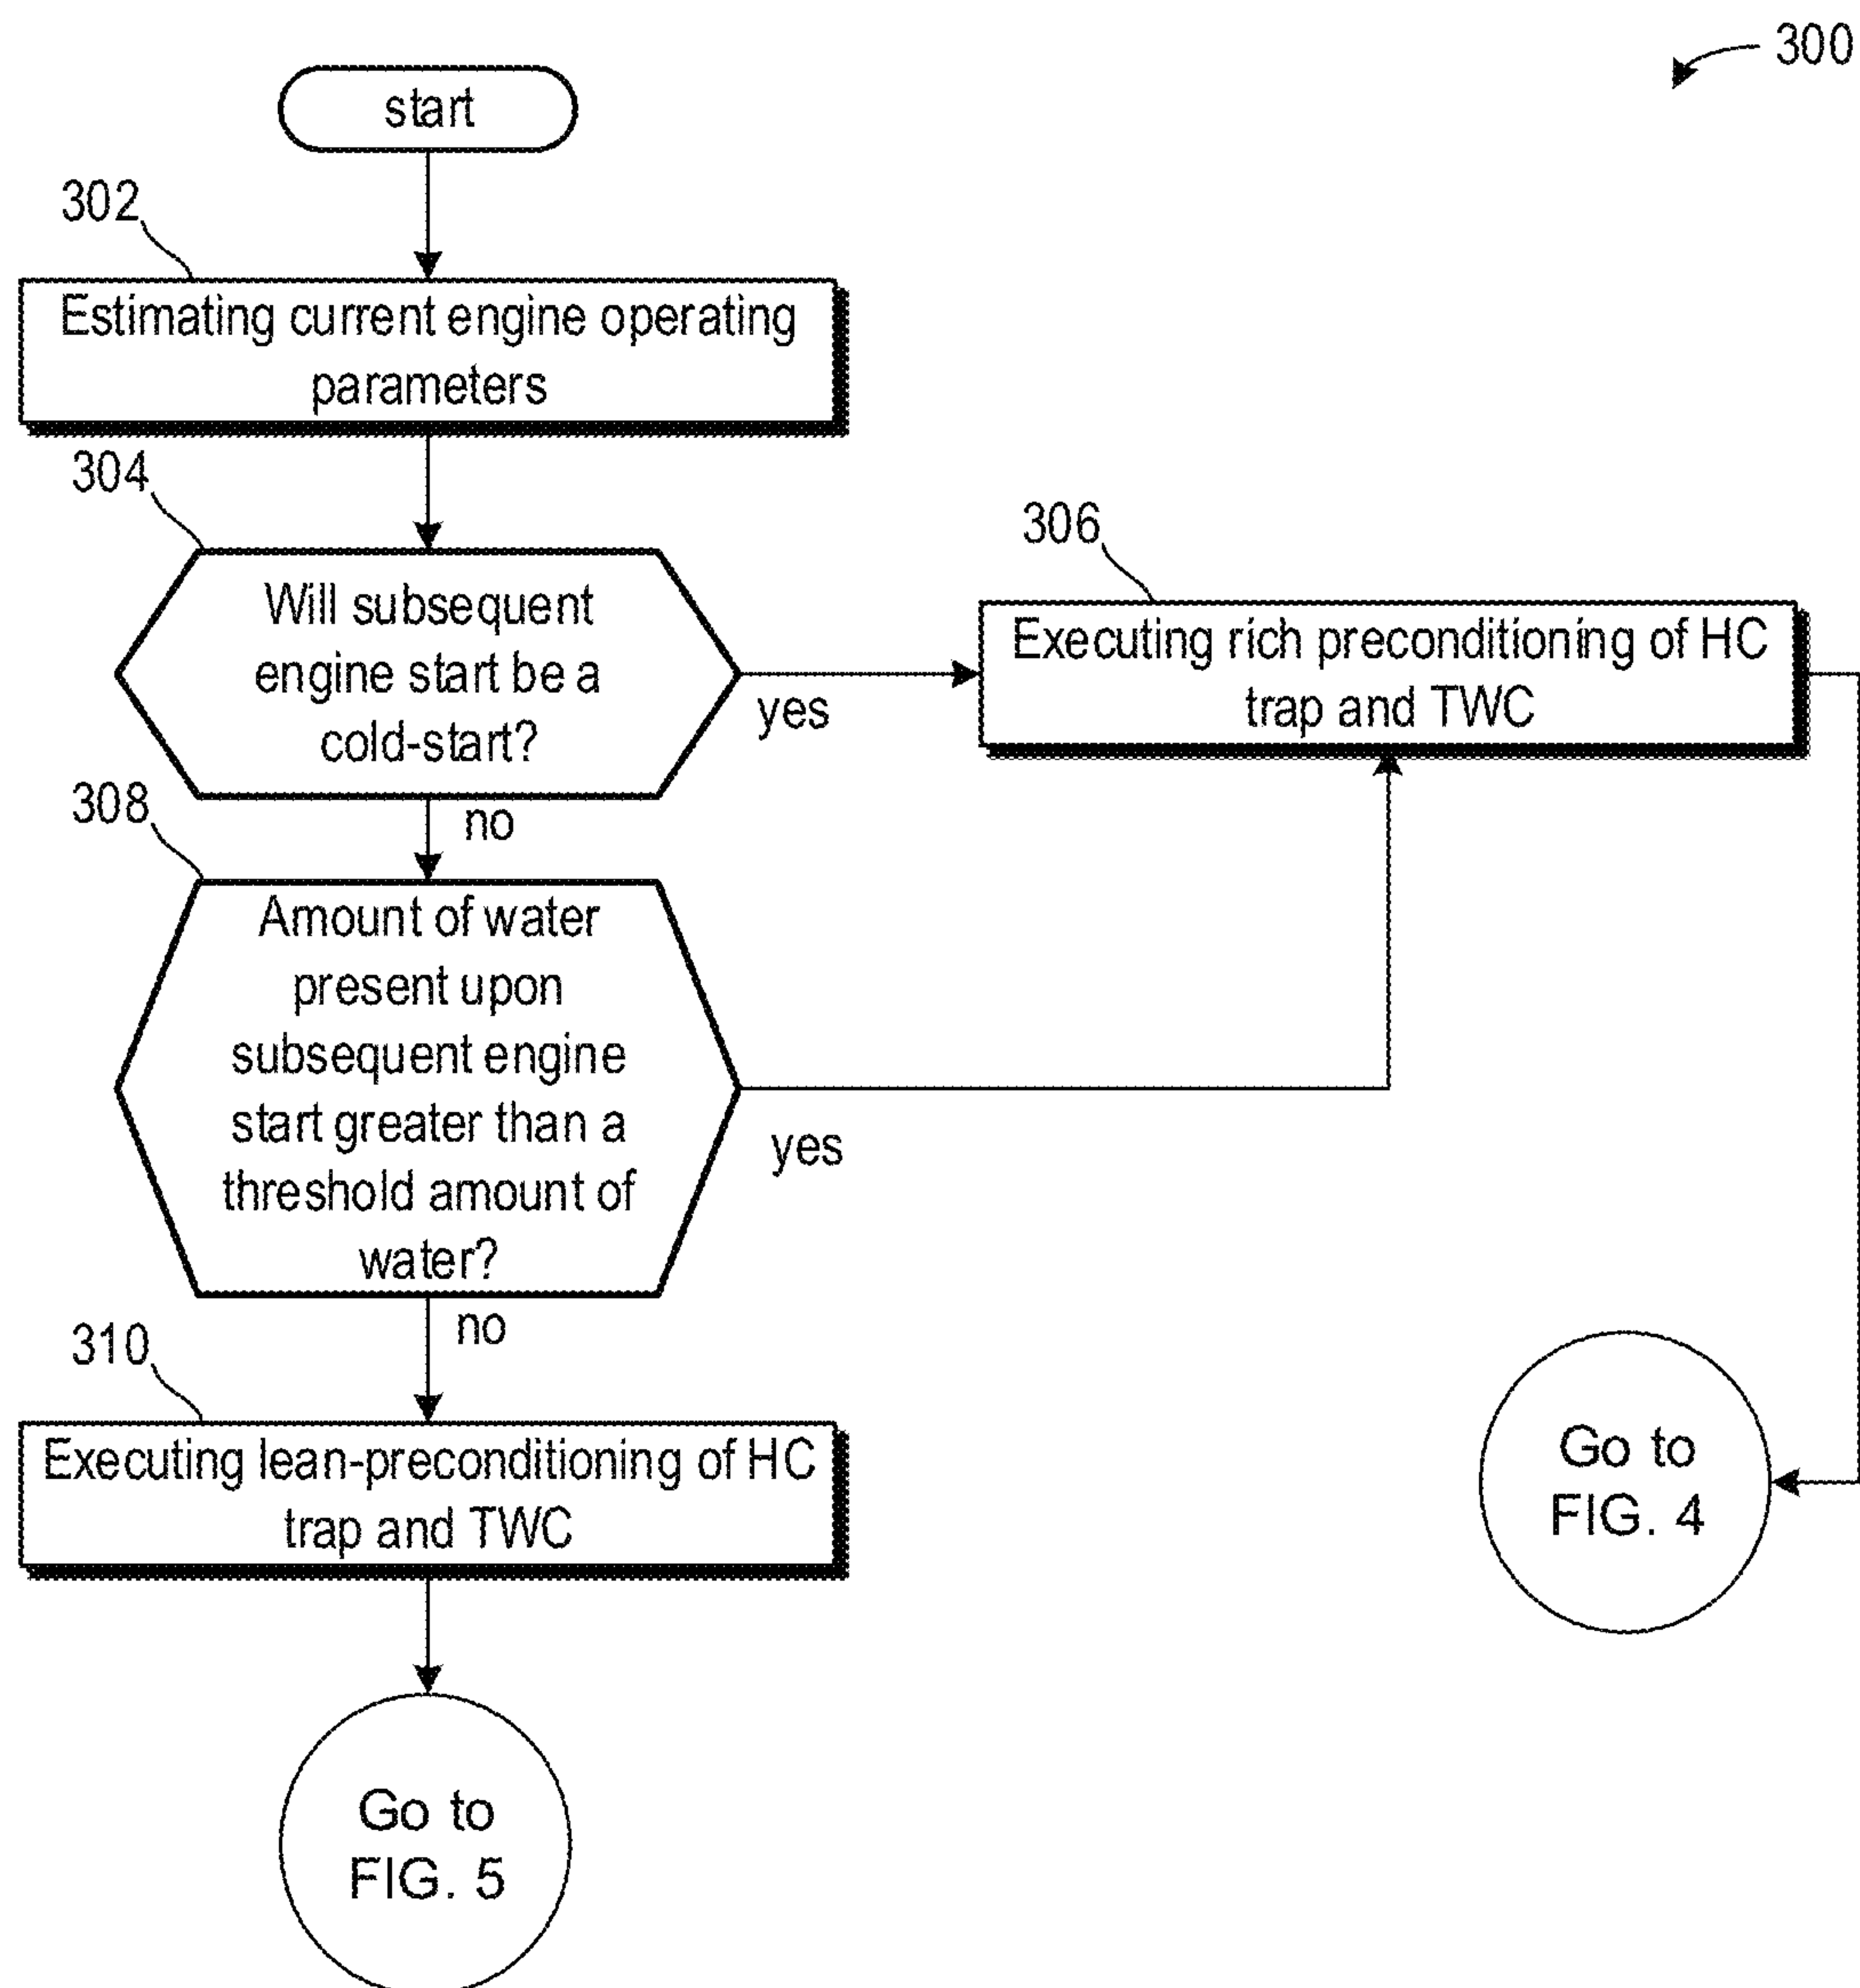 300
start
302
Estimating current engine operating
parameters
304
Will subsequent
engine start be a
cold-start?
yes
306
Executing rich preconditioning of HC
trap and TWC
no
308
Amount of water
present upon
subsequent engine
start greater than a
threshold amount of
water?
yes
no
310
Executing lean-preconditioning of HC
trap and TWC
Go to
FIG. 4
Go to
FIG. 5